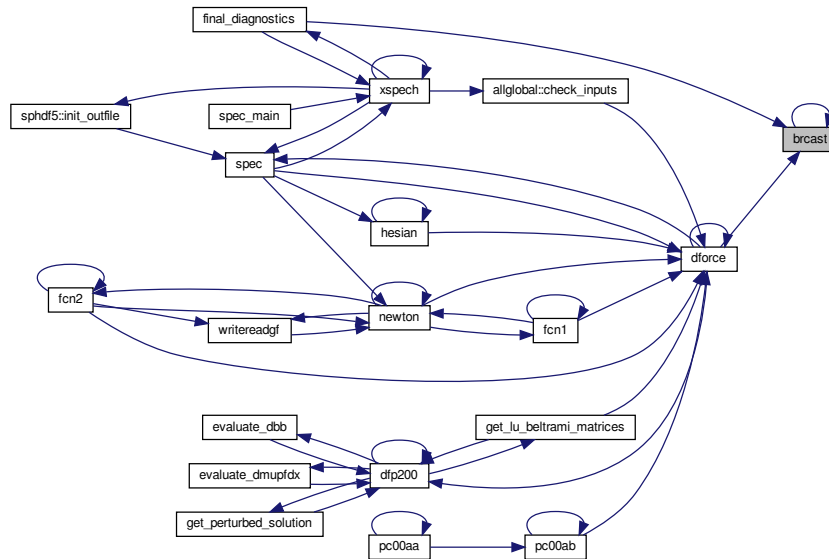 final_diagnostics
xspech
allglobal::check_inputs
sphdf5::init_outfile
spec_main
brcast
spec
hesian
dforce
fcn2
writereadgf
newton
fcn1
evaluate_dbb
get_lu_beltrami_matrices
evaluate_dmupfdx
dfp200
get_perturbed_solution
pc00aa
pc00ab